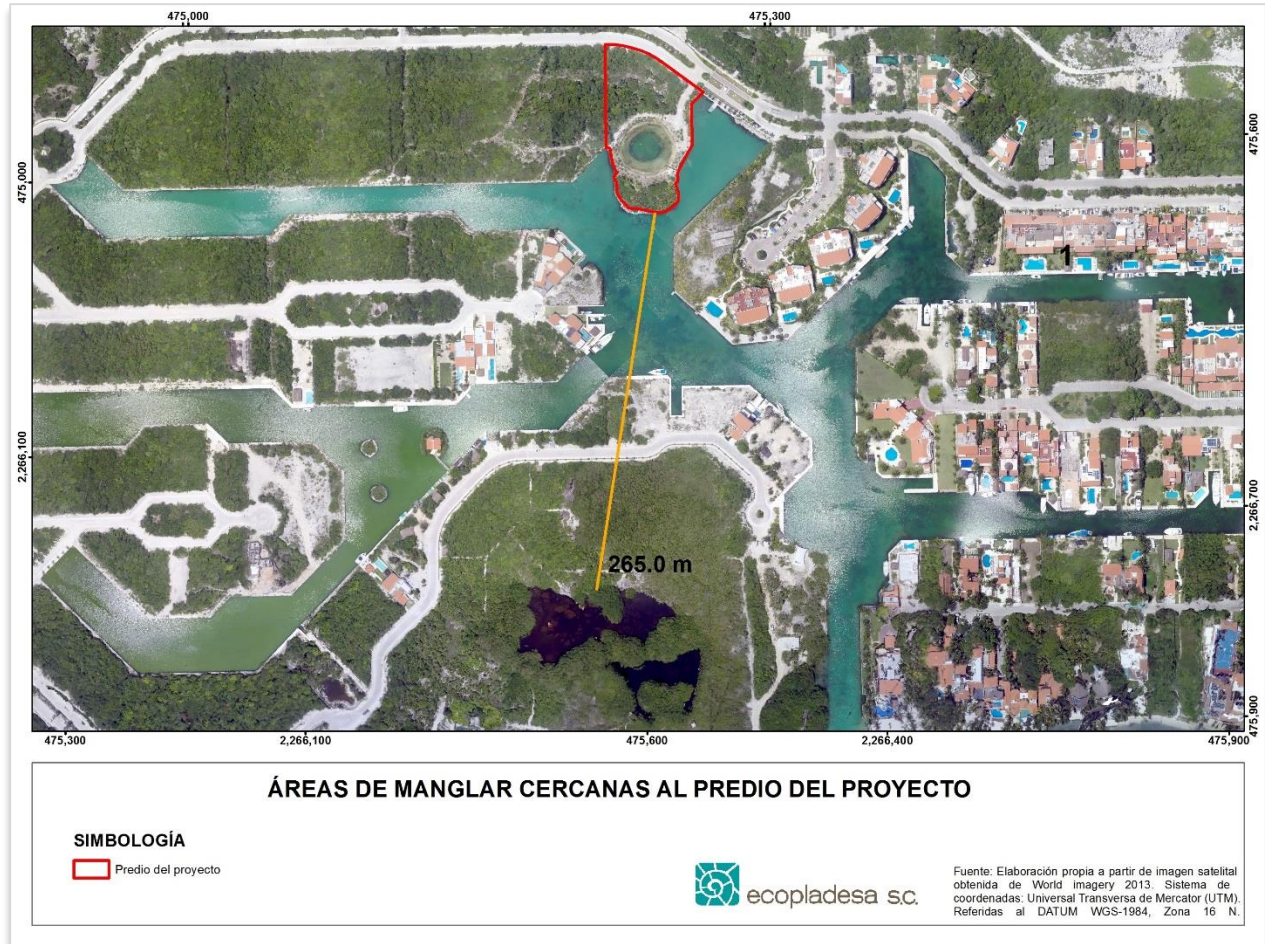 475,000
475,300
475,600
475,000
1
2,266,100
2,266,700
265.0 m
475,900
475,300
2,266,100
475,600
2,266,400
475,900
ÁREAS DE MANGLAR CERCANAS AL PREDIO DEL PROYECTO
SIMBOLOGÍA
Predio del proyecto
ecopladesa s.c.
Fuente: Elaboración propia a partir de imagen satelital
obtenida de World imagery 2013. Sistema de
coordenadas: Universal Transversa de Mercator (UTM).
Referidas al DATUM WGS-1984, Zona 16 N.